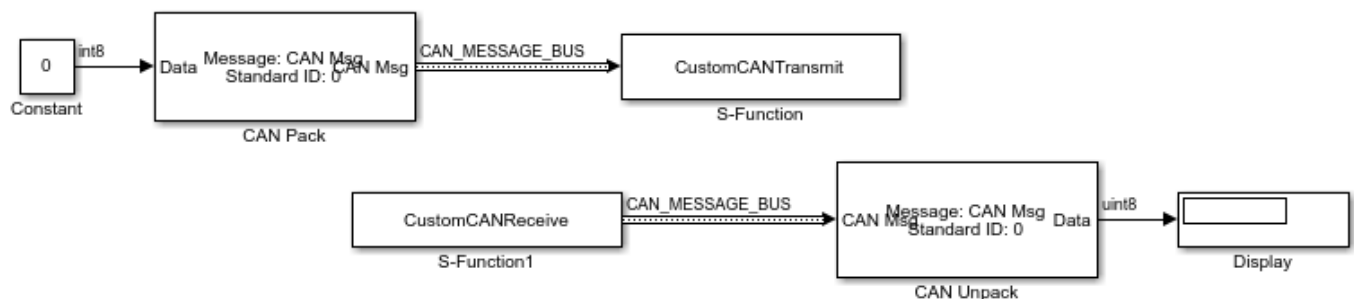 0
int8
Constant
Data
Message: CAN Msg
Standard ID: 0
CAN Msg
CAN Pack
CAN_MESSAGE_BUS
CustomCANTransmit
S-Function
CustomCANReceive
S-Function1
CAN_MESSAGE_BUS
CAN Msg
Message: CAN Msg
Standard ID: 0
Data
CAN Unpack
uint8
Display